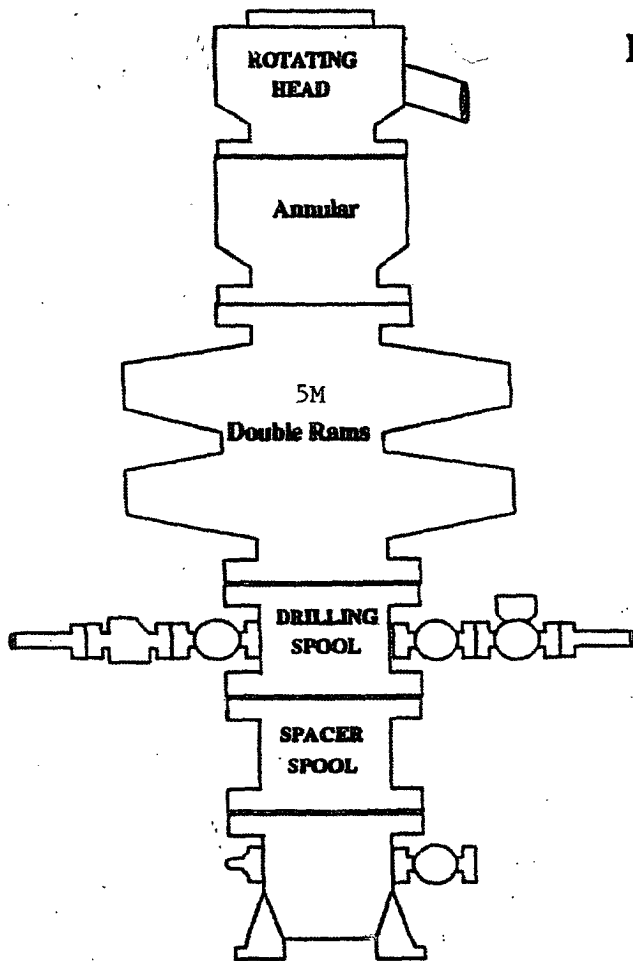 ROTATING
HEAD
Annular
5M
Double Rams
DRILLING
SPOOL
SPACER
SPOOL